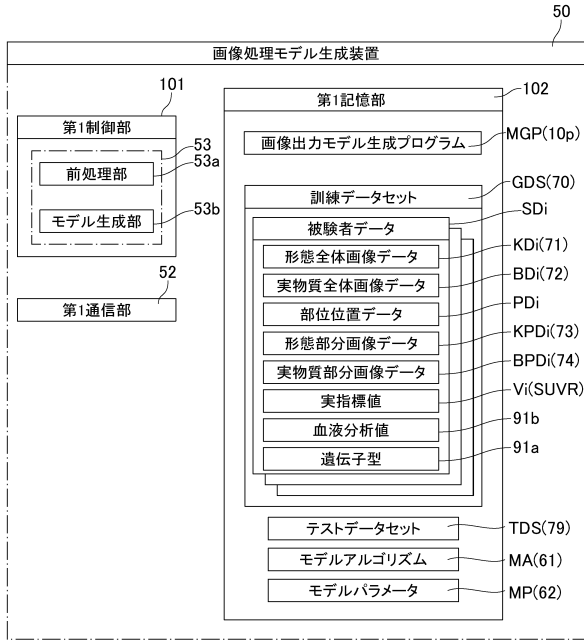 50
画像処理モデル生成装置
101
第1制御部
53
53a
前処理部
53b
モデル生成部
52
第1通信部
102
第1記憶部
画像出力モデル生成プログラム
MGP(10p)
訓練データセット
GDS(70)
SDi
被験者データ
形態全体画像データ
KDi(71)
実物質全体画像データ
BDi(72)
部位位置データ
PDi
形態部分画像データ
KPDi(73)
実物質部分画像データ
BPDi(74)
実指標値
Vi(SUVR)
血液分析値
91b
遺伝子型
91a
テストデータセット
TDS(79)
モデルアルゴリズム
MA(61)
モデルパラメータ
MP(62)